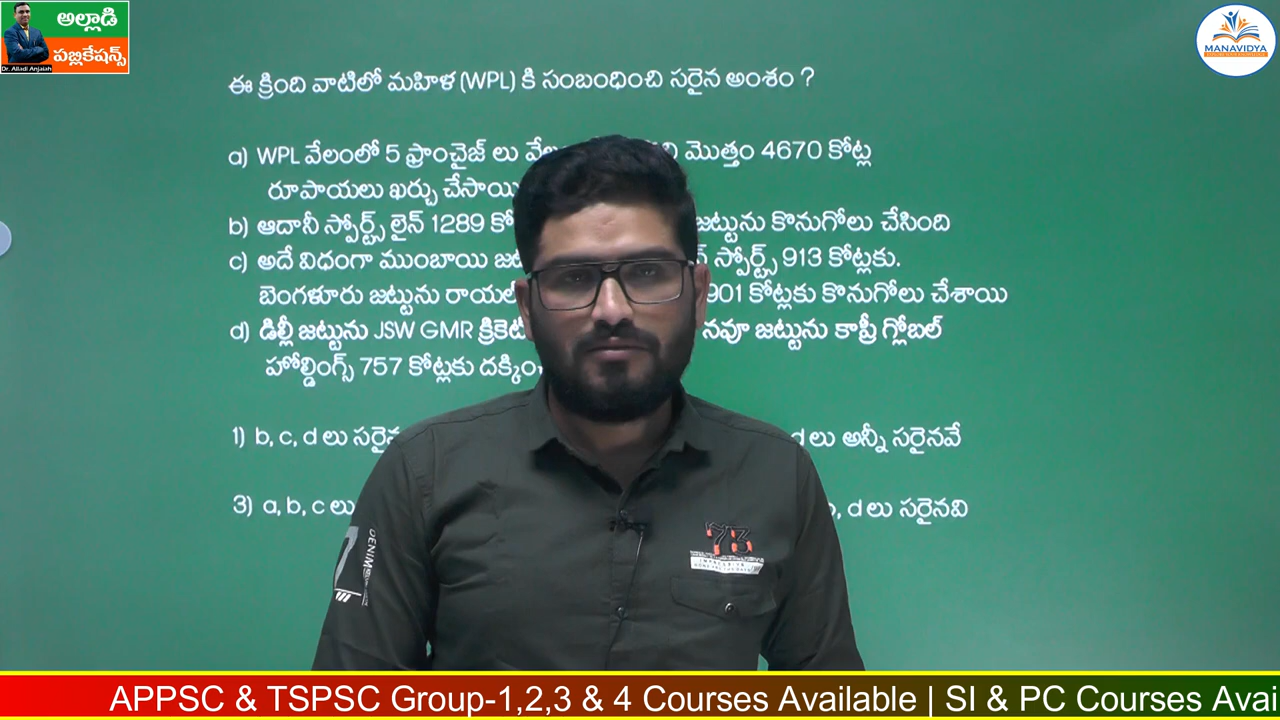 అల్లాడి
పబ్లికేషన్స్
Dr. Alladi Anjaiah
MANAVIDYA
ఈ క్రింది వాటిలో మహిళ (WPL) కి సంబంధించి సరైన అంశం ?
a) WPL వేలంలో 5 ఫ్రాంచైజ్ లు మొత్తం 4670 కోట్ల
రూపాయలు ఖర్చు
b) ఆదానీ స్పోర్ట్స్ లైన్ 1289 జట్టును కొనుగోలు చేసింది
c) అదే విధంగా ముంబాయి స్పోర్ట్స్ 913 కోట్లకు.
బెంగళూరు జట్టును 901 కోట్లకు కొనుగోలు చేశాయి
d) డిల్లీ జట్టును JSW GMR జట్టును కాప్రీ గ్లోబల్
హోల్డింగ్స్ 757 కోట్లకు
1) b, c, d లు d లు అన్నీ సరైనవే
3) a, b, c లు d లు సరైనవి
73
DENIM
APPSC & TSPSC Group-1,2,3 & 4 Courses Available | SI & PC Courses Avai